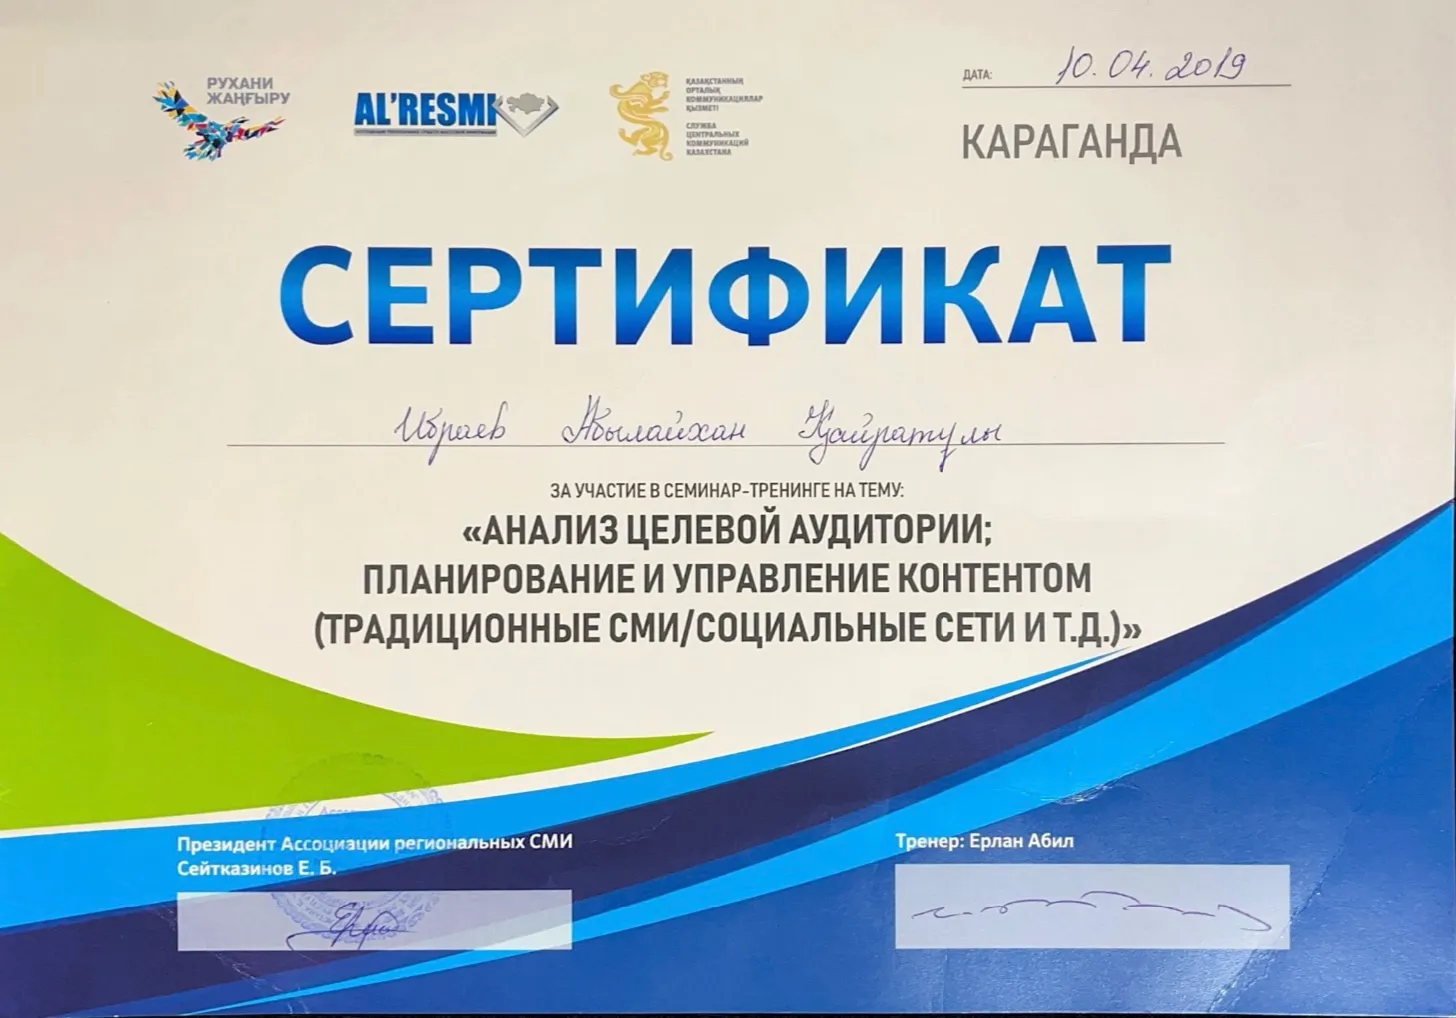 РУХАНИ
ЖАҢҒЫРУ
AL'RESMI
ҚАЗАҚСТАННЫҢ
ОРТАЛЫҚ
КОММУНИКАЦИЯЛАР
ҚЫЗМЕТІ
СЛУЖБА
ЦЕНТРАЛЬНЫХ
КОММУНИКАЦИЙ
КАЗАХСТАНА
ДАТА: 10.04.2019
КАРАГАНДА
СЕРТИФИКАТ
Ибраев Абылайхан Қайратұлы
ЗА УЧАСТИЕ В СЕМИНАР-ТРЕНИНГЕ НА ТЕМУ:
«АНАЛИЗ ЦЕЛЕВОЙ АУДИТОРИИ;
ПЛАНИРОВАНИЕ И УПРАВЛЕНИЕ КОНТЕНТОМ
(ТРАДИЦИОННЫЕ СМИ/СОЦИАЛЬНЫЕ СЕТИ И Т.Д.)»
Президент Ассоциации региональных СМИ
Сейтказинов Е. Б.
Тренер: Ерлан Абил